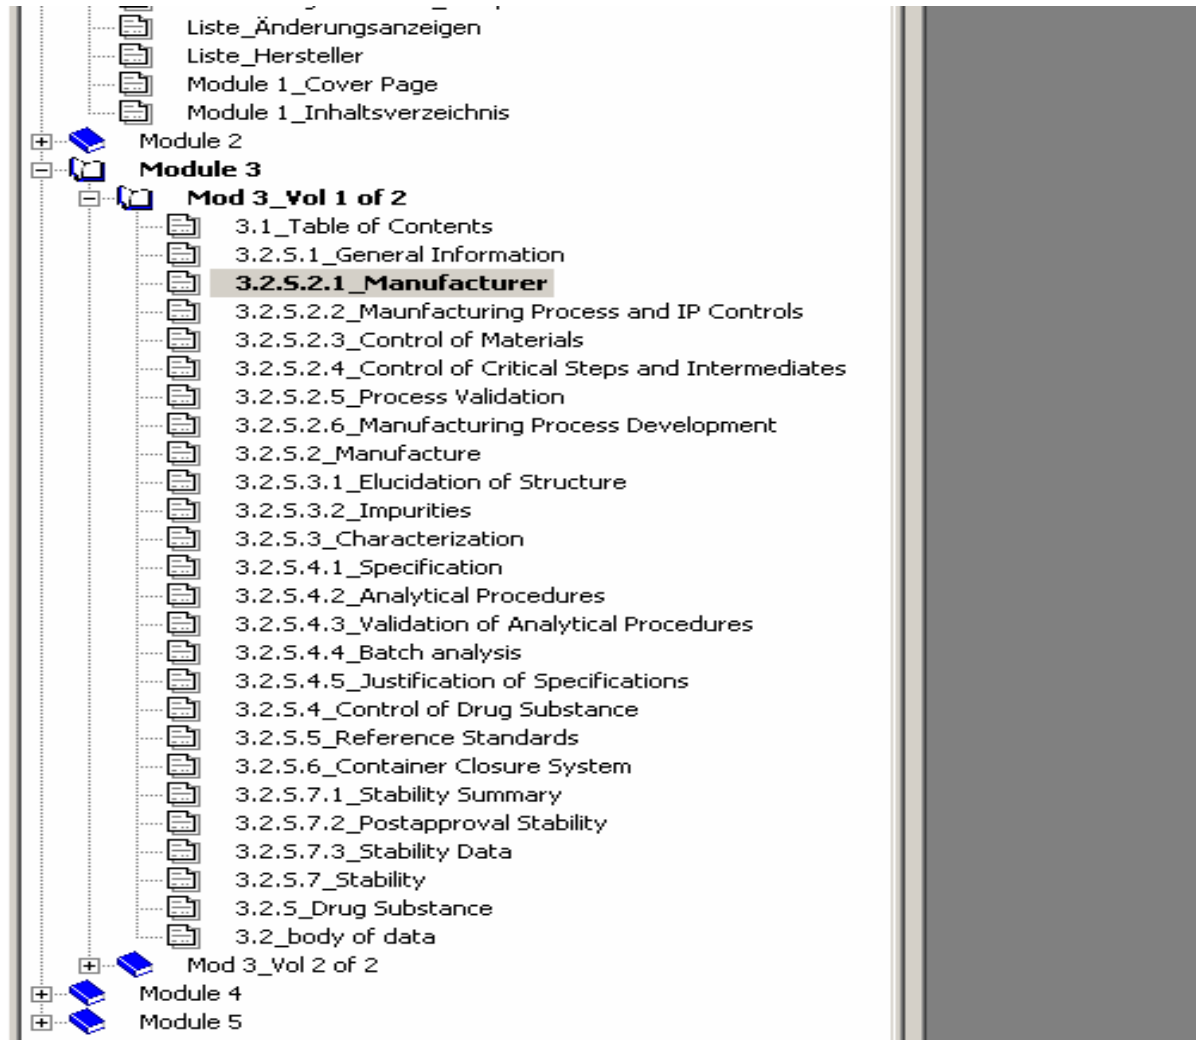 Liste_Änderungsanzeigen
Liste_Hersteller
Module 1_Cover Page
Module 1_Inhaltsverzeichnis
Module 2
Module 3
Mod 3_Vol 1 of 2
3.1_Table of Contents
3.2.S.1_General Information
3.2.S.2.1_Manufacturer
3.2.S.2.2_Maunfacturing Process and IP Controls
3.2.S.2.3_Control of Materials
3.2.S.2.4_Control of Critical Steps and Intermediates
3.2.S.2.5_Process Validation
3.2.S.2.6_Manufacturing Process Development
3.2.S.2_Manufacture
3.2.S.3.1_Elucidation of Structure
3.2.S.3.2_Impurities
3.2.S.3_Characterization
3.2.S.4.1_Specification
3.2.S.4.2_Analytical Procedures
3.2.S.4.3_Validation of Analytical Procedures
3.2.S.4.4_Batch analysis
3.2.S.4.5_Justification of Specifications
3.2.S.4_Control of Drug Substance
3.2.S.5_Reference Standards
3.2.S.6_Container Closure System
3.2.S.7.1_Stability Summary
3.2.S.7.2_Postapproval Stability
3.2.S.7.3_Stability Data
3.2.S.7_Stability
3.2.S_Drug Substance
3.2_body of data
Mod 3_Vol 2 of 2
Module 4
Module 5